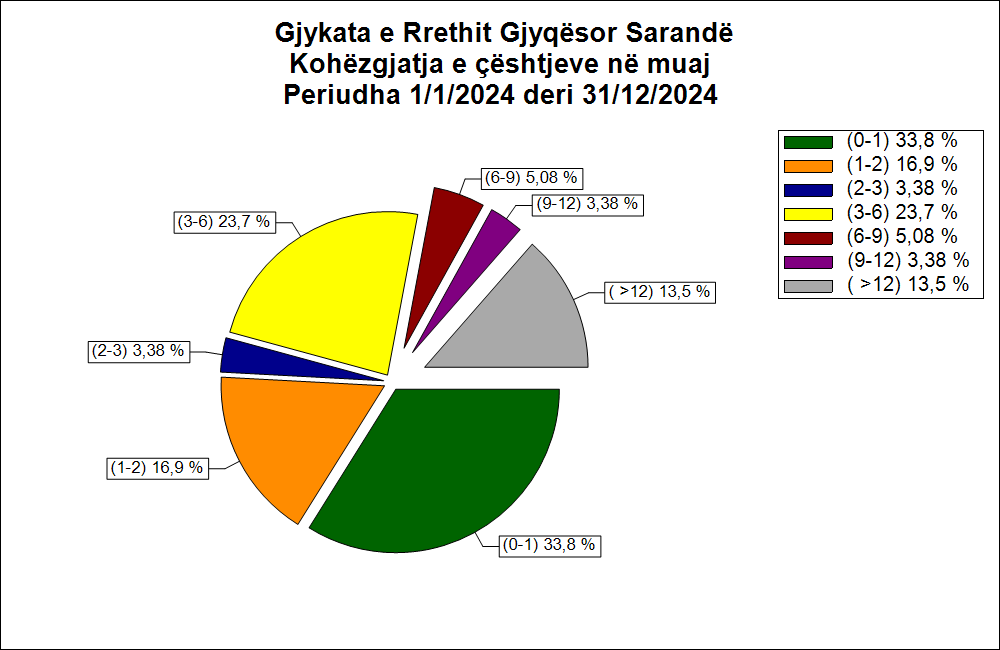 Gjykata e Rrethit Gjyqësor Sarandë
Kohëzgjatja e çështjeve në muaj
Periudha 1/1/2024 deri 31/12/2024
(0-1) 33,8 %
(1-2) 16,9 %
(2-3) 3,38 %
(3-6) 23,7 %
(6-9) 5,08 %
(9-12) 3,38 %
( >12) 13,5 %
(6-9) 5,08 %
(9-12) 3,38 %
(3-6) 23,7 %
( >12) 13,5 %
(2-3) 3,38 %
(1-2) 16,9 %
(0-1) 33,8 %